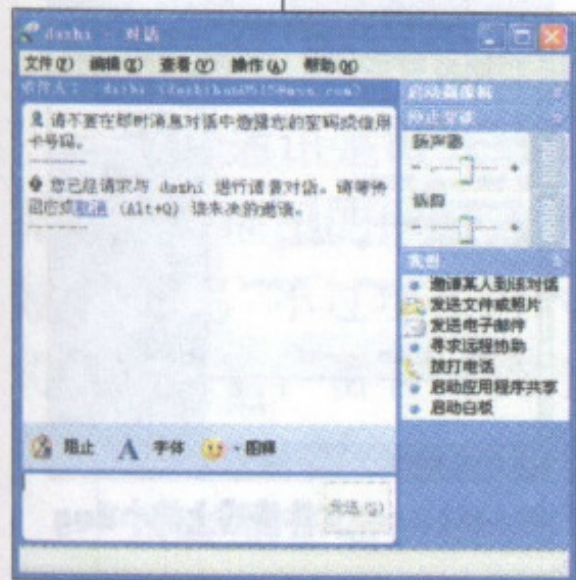 dashi - 对话
文件(F) 编辑(E) 查看(V) 操作(A) 帮助(H)
收件人：
启动摄像机
停止交谈
请不要在即时消息对话中透露您的密码或信用
卡号码。
您已经请求与 dashi 进行语音对话。请等待
回应或取消 (Alt+Q) 该未决的邀请。
扬声器
- +
话筒
- +
我想
邀请某人到该对话
发送文件或照片
发送电子邮件
寻求远程协助
拨打电话
启动应用程序共享
启动白板
阻止 字体 图释
发送(S)